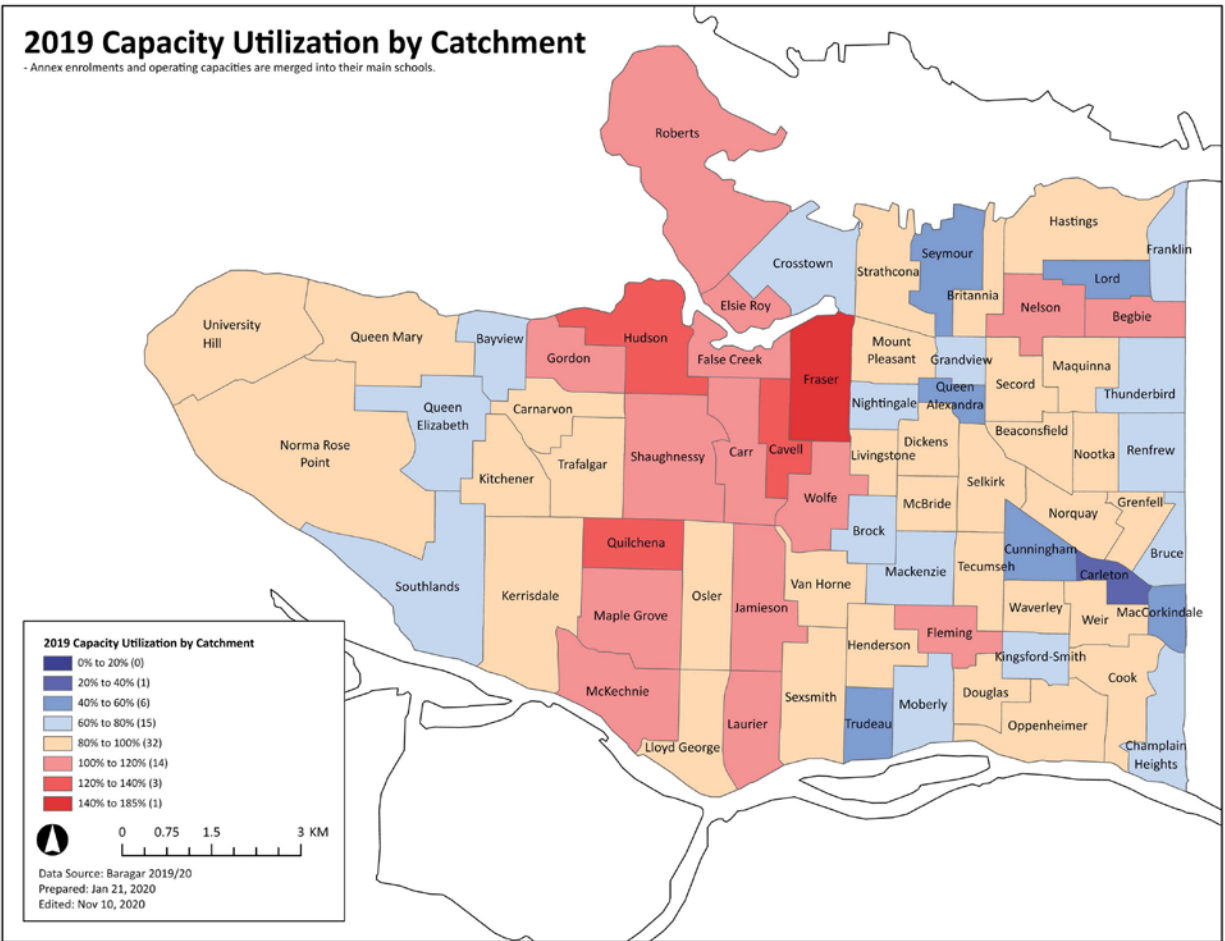 2019 Capacity Utilization by Catchment
- Annex enrolments and operating capacities are merged into their main schools.
Roberts
Hastings
Franklin
Seymour
Crosstown
Strathcona
Lord
Britannia
Elsie Roy
Nelson
Begbie
University
Hill
Queen Mary
Bayview
Hudson
Gordon
False Creek
Mount
Pleasant
Grandview
Maquinna
Fraser
Secord
Queen
Alexandra
Thunderbird
Nightingale
Queen
Elizabeth
Carnarvon
Norma Rose
Point
Beaconsfield
Dickens
Shaughnessy
Carr
Cavell
Livingstone
Nootka
Renfrew
Trafalgar
Kitchener
Selkirk
Wolfe
McBride
Norquay
Grenfell
Brock
Quilchena
Cunningham
Bruce
Mackenzie
Tecumseh
Carleton
Southlands
Kerrisdale
Osler
Van Horne
Maple Grove
Jamieson
Waverley
Weir
MacCorkindale
Fleming
Henderson
Kingsford-Smith
Cook
McKechnie
Sexsmith
Douglas
Moberly
Laurier
Trudeau
Oppenheimer
Lloyd George
Champlain
Heights
2019 Capacity Utilization by Catchment
0% to 20% (0)
20% to 40% (1)
40% to 60% (6)
60% to 80% (15)
80% to 100% (32)
100% to 120% (14)
120% to 140% (3)
140% to 185% (1)
0 0.75 1.5 3 KM
Data Source: Baragar 2019/20
Prepared: Jan 21, 2020
Edited: Nov 10, 2020